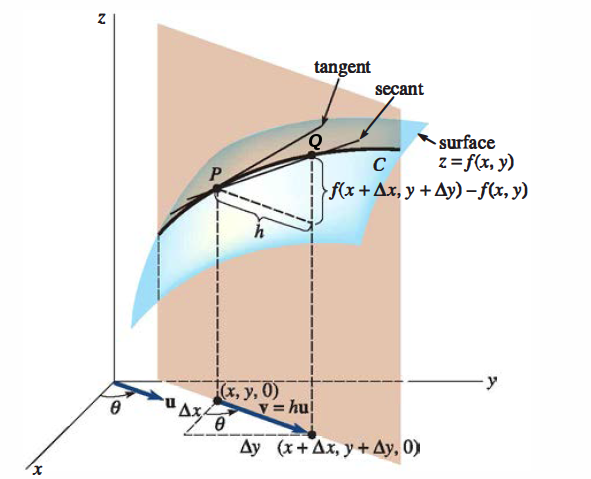 z
tangent
secant
Q
surface
z = f(x, y)
C
P
f(x + Δx, y + Δy) – f(x, y)
h
y
(x, y, 0)
u
Δx
v = hu
θ
θ
Δy
(x + Δx, y + Δy, 0)
x